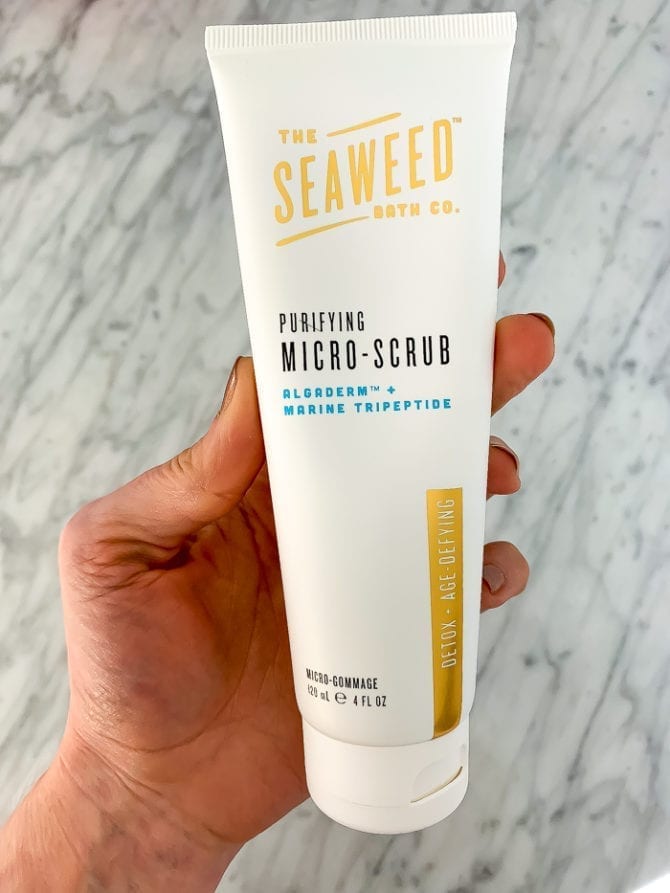 THE
SEAWEED™
BATH CO.
PURIFYING
MICRO-SCRUB
ALGADERM™ +
MARINE TRIPEPTIDE
DETOX • AGE-DEFYING
MICRO-GOMMAGE
120 mL ℮ 4 FL OZ